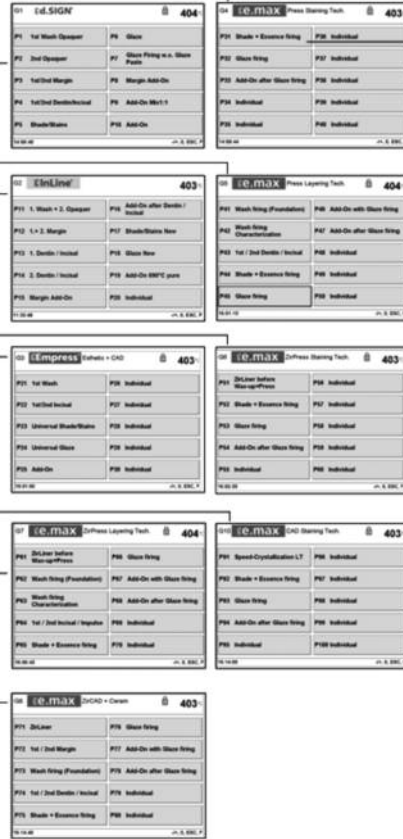 G1 d.SIGN 404
P1 1st Wash Opaquer P6 Glaze
P2 2nd Opaquer P7 Glaze Firing w.o. Glaze Paste
P3 1st/2nd Margin P8 Margin Add-On
P4 1st/2nd Dentin/Incisal P9 Add-On Mix1:1
P5 Shade/Stains P10 Add-On
G4 e.max Press Staining Tech. 403
P31 Shade + Essence firing P36 Individual
P32 Glaze firing P37 Individual
P33 Add-On after Glaze firing P38 Individual
P34 Individual P39 Individual
P35 Individual P40 Individual
G2 InLine 403
P11 1. Wash + 2. Opaquer P16 Add-On after Dentin / Incisal
P12 1.+ 2. Margin P17 Shade/Stains New
P13 1. Dentin / Incisal P18 Glaze New
P14 2. Dentin / Incisal P19 Add-On 690°C pure
P15 Margin Add-On P20 Individual
G5 e.max Press Layering Tech. 404
P41 Wash firing (Foundation) P46 Add-On with Glaze firing
P42 Wash firing Characterization P47 Add-On after Glaze firing
P43 1st / 2nd Dentin / Incisal P48 Individual
P44 Shade + Essence firing P49 Individual
P45 Glaze firing P50 Individual
G3 Empress Esthetic + CAD 403
P21 1st Wash P26 Individual
P22 1st/2nd Incisal P27 Individual
P23 Universal Shade/Stains P28 Individual
P24 Universal Glaze P29 Individual
P25 Add-On P30 Individual
G6 e.max ZirPress Staining Tech. 403
P51 ZirLiner before Wax-up+Press P56 Individual
P52 Shade + Essence firing P57 Individual
P53 Glaze firing P58 Individual
P54 Add-On after Glaze firing P59 Individual
P55 Individual P60 Individual
G7 e.max ZirPress Layering Tech. 404
P61 ZirLiner before Wax-up+Press P66 Glaze firing
P62 Wash firing (Foundation) P67 Add-On with Glaze firing
P63 Wash firing Characterization P68 Add-On after Glaze firing
P64 1st / 2nd Incisal / Impulse P69 Individual
P65 Shade + Essence firing P70 Individual
G10 e.max CAD Staining Tech. 403
P91 Speed-Crystallization LT P96 Individual
P92 Shade + Essence firing P97 Individual
P93 Glaze firing P98 Individual
P94 Add-On after Glaze firing P99 Individual
P95 Individual P100 Individual
G8 e.max ZirCAD + Ceram 403
P71 ZirLiner P76 Glaze firing
P72 1st / 2nd Margin P77 Add-On with Glaze firing
P73 Wash firing (Foundation) P78 Add-On after Glaze firing
P74 1st / 2nd Dentin / Incisal P79 Individual
P75 Shade + Essence firing P80 Individual